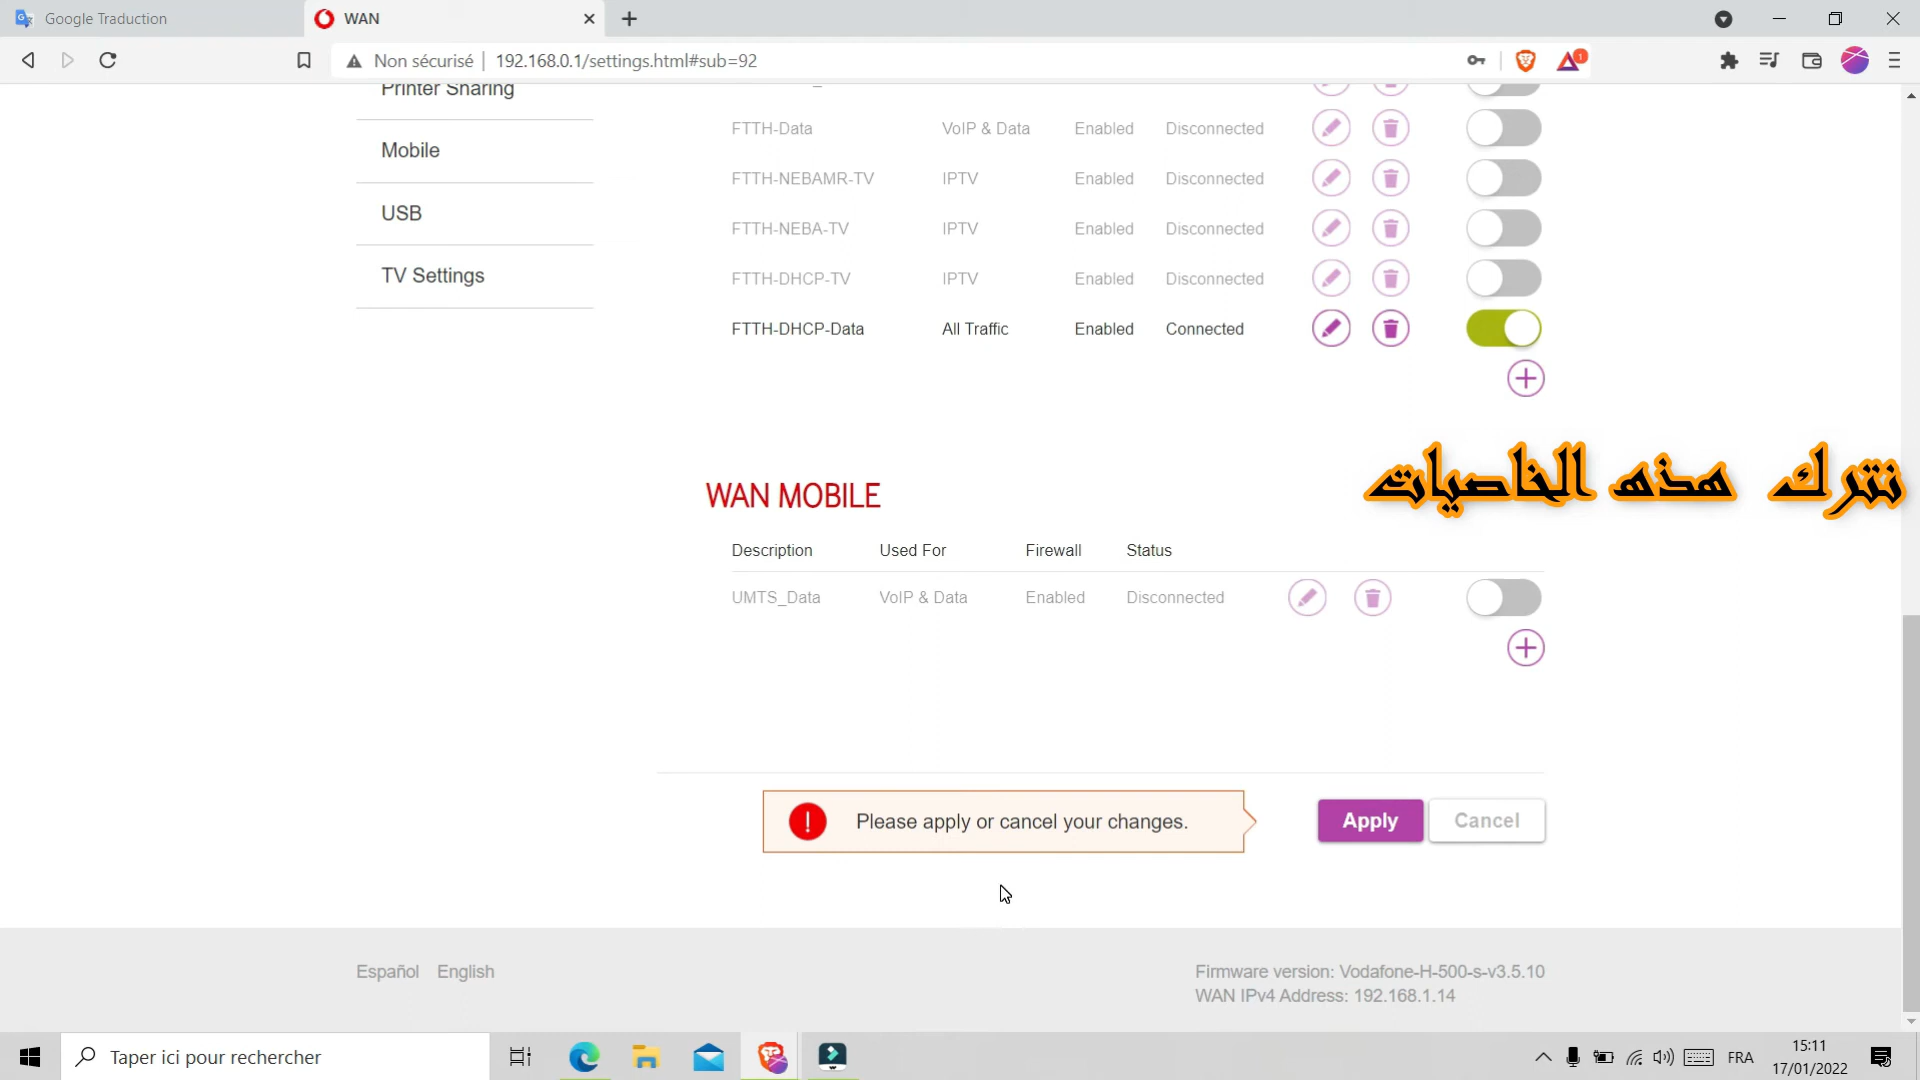 Google Traduction
WAN
Non sécurisé
192.168.0.1/settings.html#sub=92
1
Printer Sharing
Mobile
USB
TV Settings
FTTH-Data VoIP & Data Enabled Disconnected
FTTH-NEBAMR-TV IPTV Enabled Disconnected
FTTH-NEBA-TV IPTV Enabled Disconnected
FTTH-DHCP-TV IPTV Enabled Disconnected
FTTH-DHCP-Data All Traffic Enabled Connected
نترك هذه الخاصيات
WAN MOBILE
Description Used For Firewall Status
UMTS_Data VoIP & Data Enabled Disconnected
Please apply or cancel your changes.
Apply
Cancel
Español English
Firmware version: Vodafone-H-500-s-v3.5.10
WAN IPv4 Address: 192.168.1.14
Taper ici pour rechercher
FRA
15:11
17/01/2022